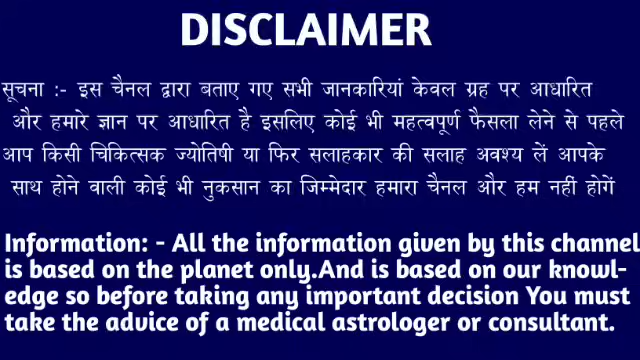 DISCLAIMER
सूचना :- इस चैनल द्वारा बताए गए सभी जानकारियां केवल ग्रह पर आधारित
और हमारे ज्ञान पर आधारित है इसलिए कोई भी महत्वपूर्ण फैसला लेने से पहले
आप किसी चिकित्सक ज्योतिषी या फिर सलाहकार की सलाह अवश्य लें आपके
साथ होने वाली कोई भी नुकसान का जिम्मेदार हमारा चैनल और हम नहीं होगें
Information: - All the information given by this channel
is based on the planet only.And is based on our knowl-
edge so before taking any important decision You must
take the advice of a medical astrologer or consultant.